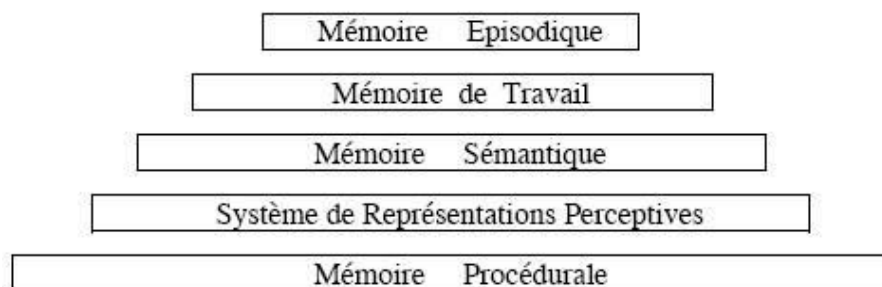 Mémoire Episodique
Mémoire de Travail
Mémoire Sémantique
Système de Représentations Perceptives
Mémoire Procédurale